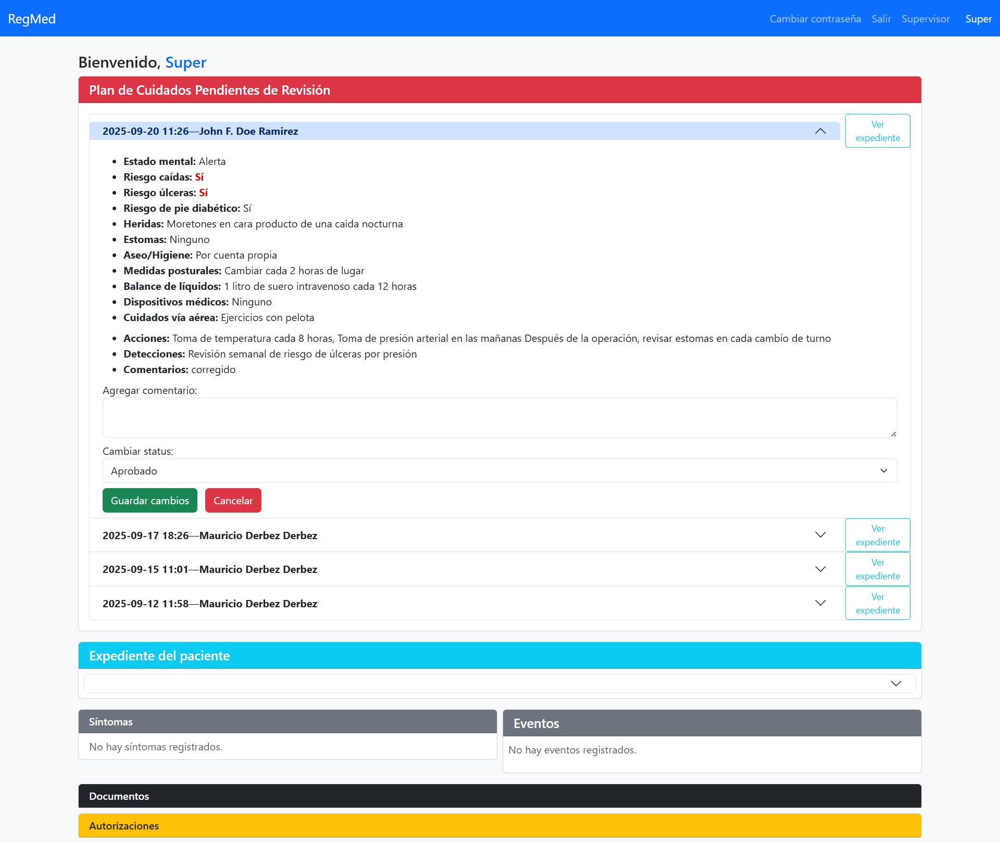 RegMed
Cambiar contraseña Salir Supervisor Super
Bienvenido, Super
Plan de Cuidados Pendientes de Revisión
2025-09-20 11:26—John F. Doe Ramirez
Ver
expediente
Estado mental: Alerta
Riesgo caídas: Sí
Riesgo úlceras: Sí
Riesgo de pie diabético: Sí
Heridas: Moretones en cara producto de una caida nocturna
Estomas: Ninguno
Aseo/Higiene: Por cuenta propia
Medidas posturales: Cambiar cada 2 horas de lugar
Balance de líquidos: 1 litro de suero intravenoso cada 12 horas
Dispositivos médicos: Ninguno
Cuidados vía aérea: Ejercicios con pelota
Acciones: Toma de temperatura cada 8 horas, Toma de presión arterial en las mañanas Después de la operación, revisar estomas en cada cambio de turno
Detecciones: Revisión semanal de riesgo de úlceras por presión
Comentarios: corregido
Agregar comentario:
Cambiar status:
Aprobado
Guardar cambios Cancelar
2025-09-17 18:26—Mauricio Derbez Derbez
Ver
expediente
2025-09-15 11:01—Mauricio Derbez Derbez
Ver
expediente
2025-09-12 11:58—Mauricio Derbez Derbez
Ver
expediente
Expediente del paciente
Síntomas
No hay síntomas registrados.
Eventos
No hay eventos registrados.
Documentos
Autorizaciones